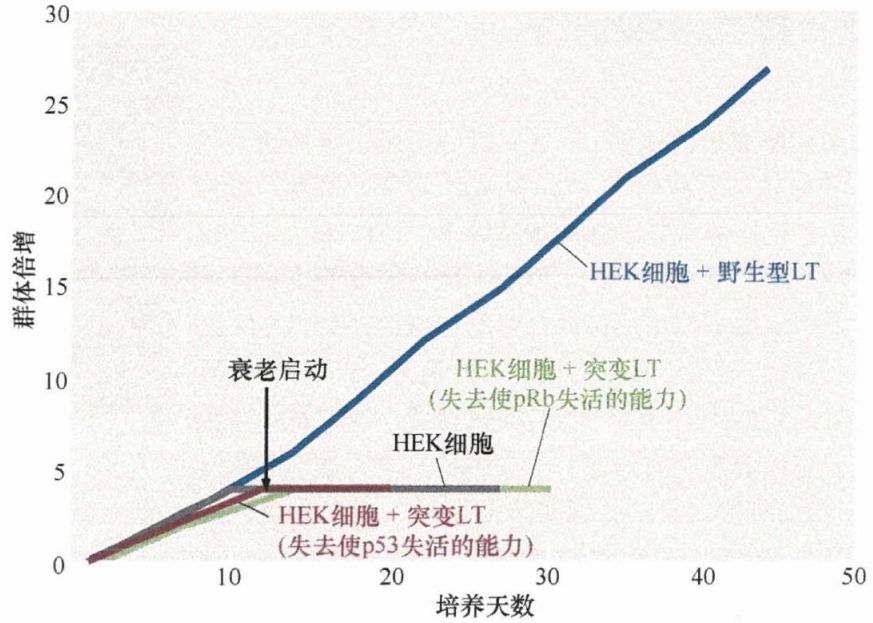 30
25
20
15
10
5
0
群体倍增
HEK细胞 + 野生型LT
衰老启动
HEK细胞 + 突变LT
(失去使pRb失活的能力)
HEK细胞
HEK细胞 + 突变LT
(失去使p53失活的能力)
10
20
30
40
50
培养天数